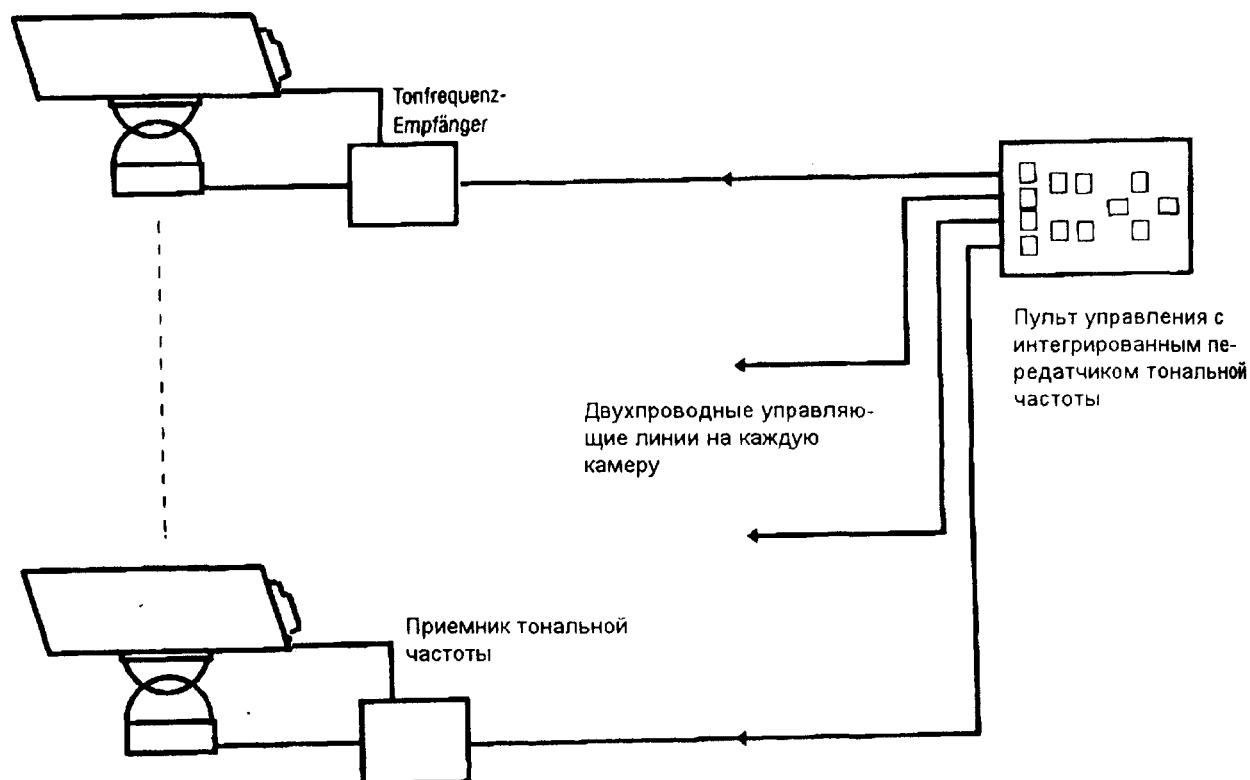 Tonfrequenz-
Empfänger
Пульт управления с
интегрированным пе-
редатчиком тональной
частоты
Двухпроводные управляю-
щие линии на каждую
камеру
Приемник тональной
частоты